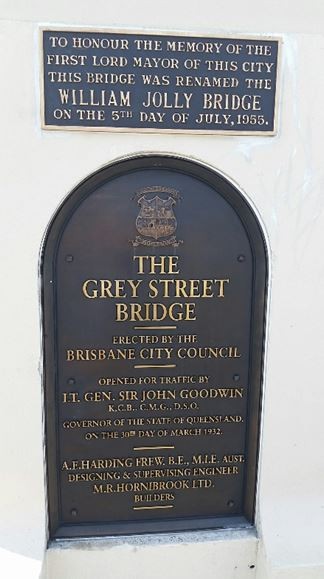 TO HONOUR THE MEMORY OF THE
FIRST LORD MAYOR OF THIS CITY
THIS BRIDGE WAS RENAMED THE
WILLIAM JOLLY BRIDGE
ON THE 5TH DAY OF JULY, 1955.
THE
GREY STREET
BRIDGE
ERECTED BY THE
BRISBANE CITY COUNCIL
OPENED FOR TRAFFIC BY
LT. GEN. SIR JOHN GOODWIN
K.C.B., C.M.G., D.S.O.
GOVERNOR OF THE STATE OF QUEENSLAND.
ON THE 30TH DAY OF MARCH 1932.
A.F. HARDING FREW. B.E., M.I.E. AUST.
DESIGNING & SUPERVISING ENGINEER
M.R. HORNIBROOK LTD.
BUILDERS